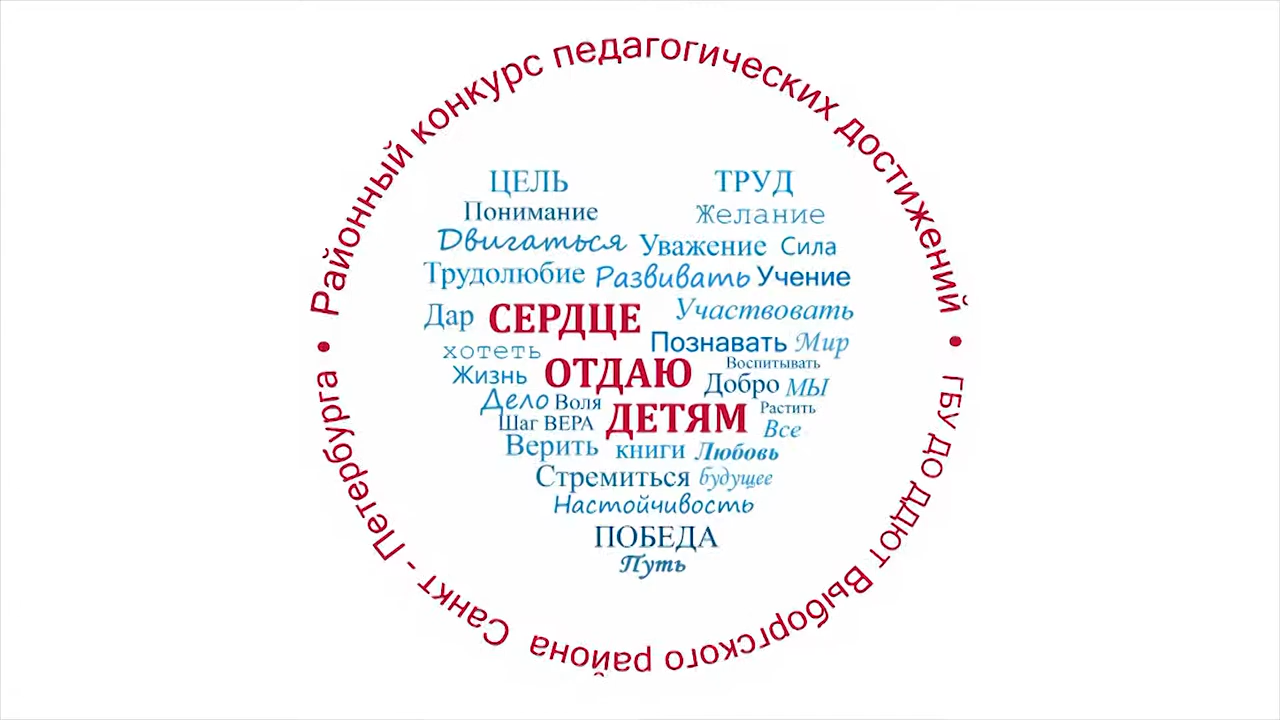 Районный конкурс педагогических достижений
• ГБУ ДО ДДЮТ Выборгского района Санкт - Петербурга •
ЦЕЛЬ ТРУД
Понимание Желание
Двигаться Уважение Сила
Трудолюбие Развивать Учение
Дар СЕРДЦЕ Участвовать
хотеть Познавать Мир
Жизнь ОТДАЮ Воспитывать
Добро МЫ
Дело Воля ДЕТЯМ Растить
Шаг ВЕРА Все
Верить книги Любовь
Стремиться будущее
Настойчивость
ПОБЕДА
Путь